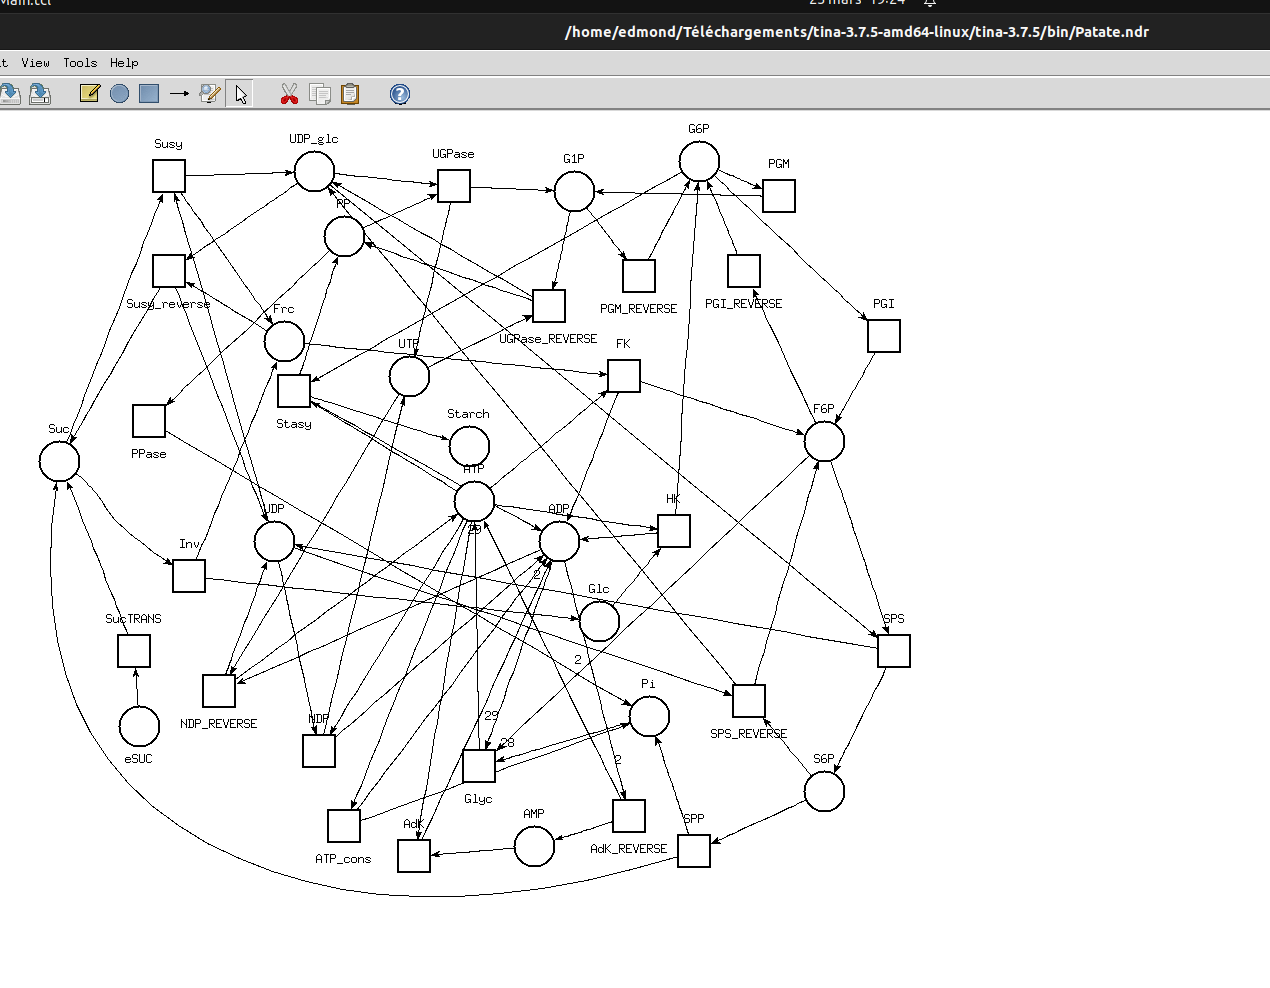 /home/edmond/Téléchargements/tina-3.7.5-amd64-linux/tina-3.7.5/bin/Patate.ndr
View Tools Help
G6P
Susy
UDP_glc
UGPase
G1P
PGM
PP
Susy_reverse
Frc
PGM_REVERSE
PGI_REVERSE
PGI
UGPase_REVERSE
UTP
FK
Stasy
Starch
F6P
Suc
PPase
ATP
HK
ADP
UDP
29
Inv
2
Glc
SucTRANS
SPS
2
Pi
NDP_REVERSE
NDP
29
SPS_REVERSE
28
eSUC
2
S6P
Glyc
AMP
SPP
AdK
AdK_REVERSE
ATP_cons